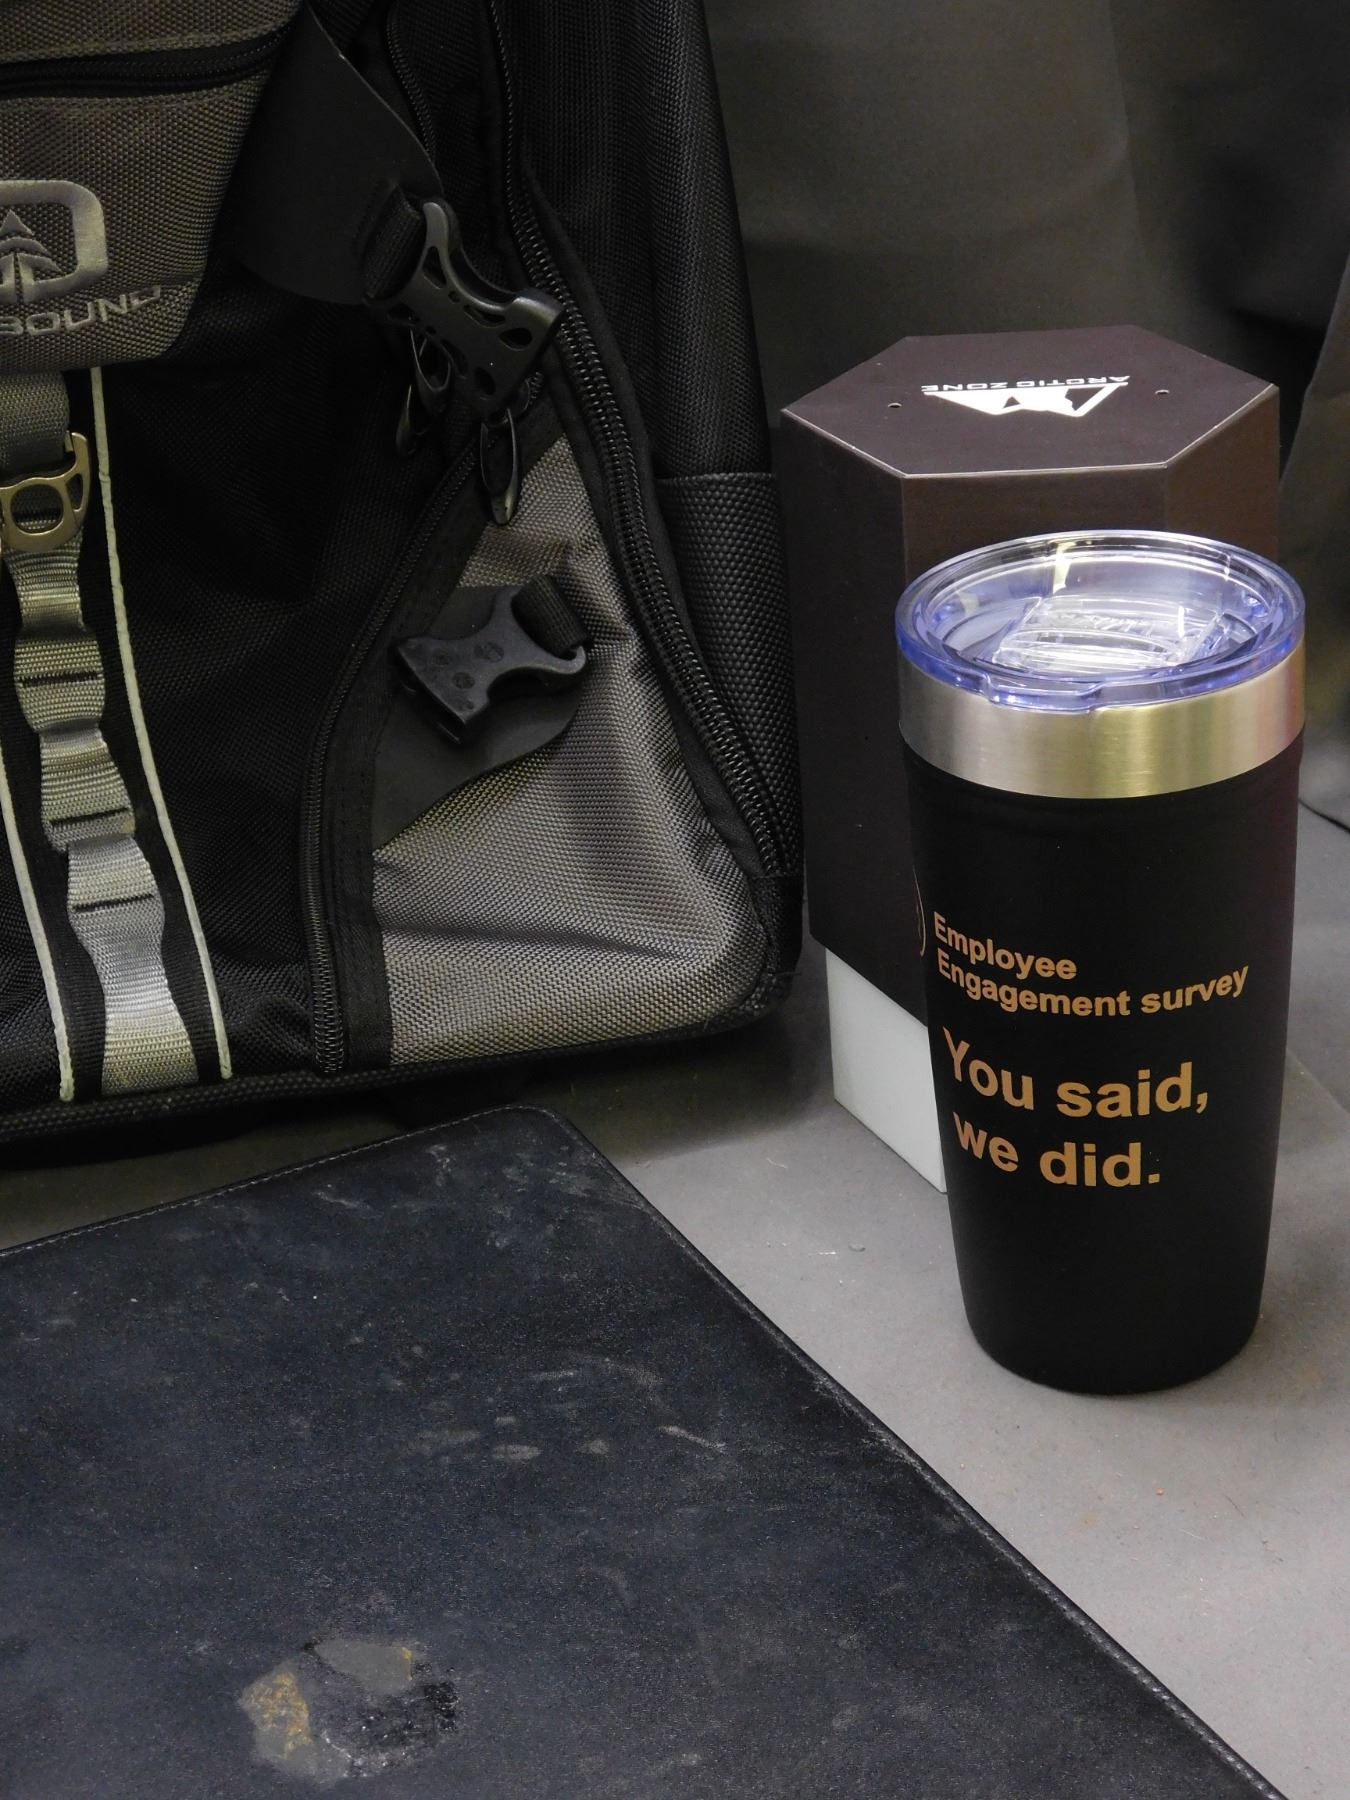 ARCTIC ZONE
Employee
Engagement survey
You said,
we did.